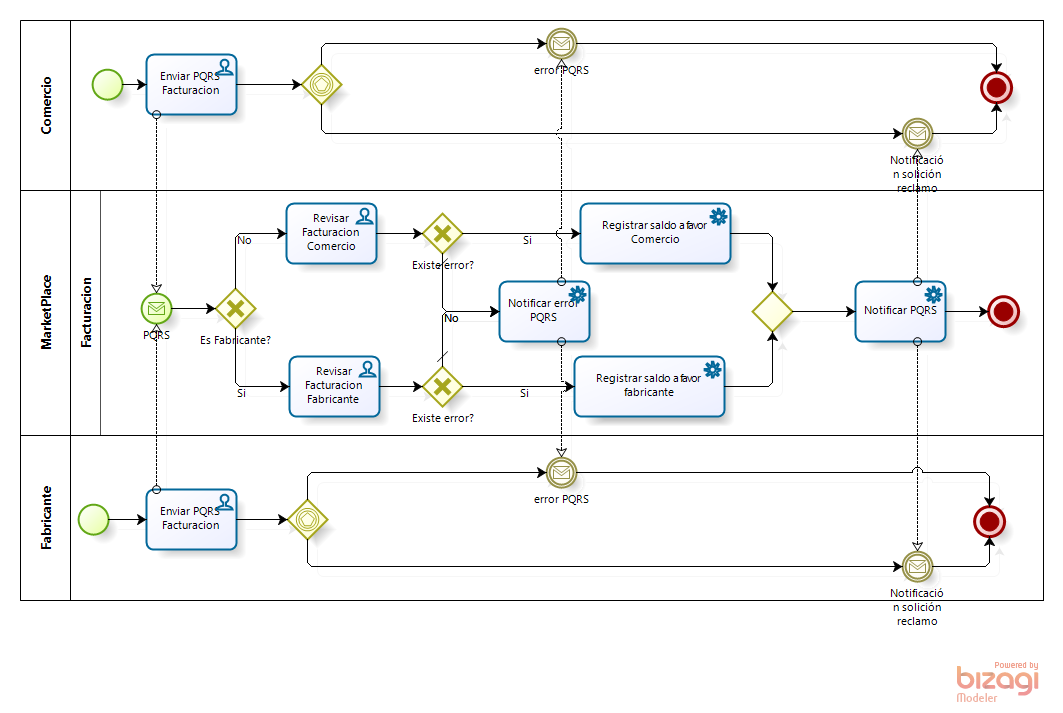 Comercio
Enviar PQRS
Facturacion
error PQRS
Notificació
n solición
reclamo
MarketPlace
Facturacion
PQRS
Es Fabricante?
No
Si
Revisar
Facturacion
Comercio
Existe error?
Si
Registrar saldo a favor
Comercio
No
Notificar error
PQRS
Notificar PQRS
Revisar
Facturacion
Fabricante
Existe error?
Si
Registrar saldo a favor
fabricante
Fabricante
Enviar PQRS
Facturacion
error PQRS
Notificació
n solición
reclamo
Powered by
bizagi
Modeler